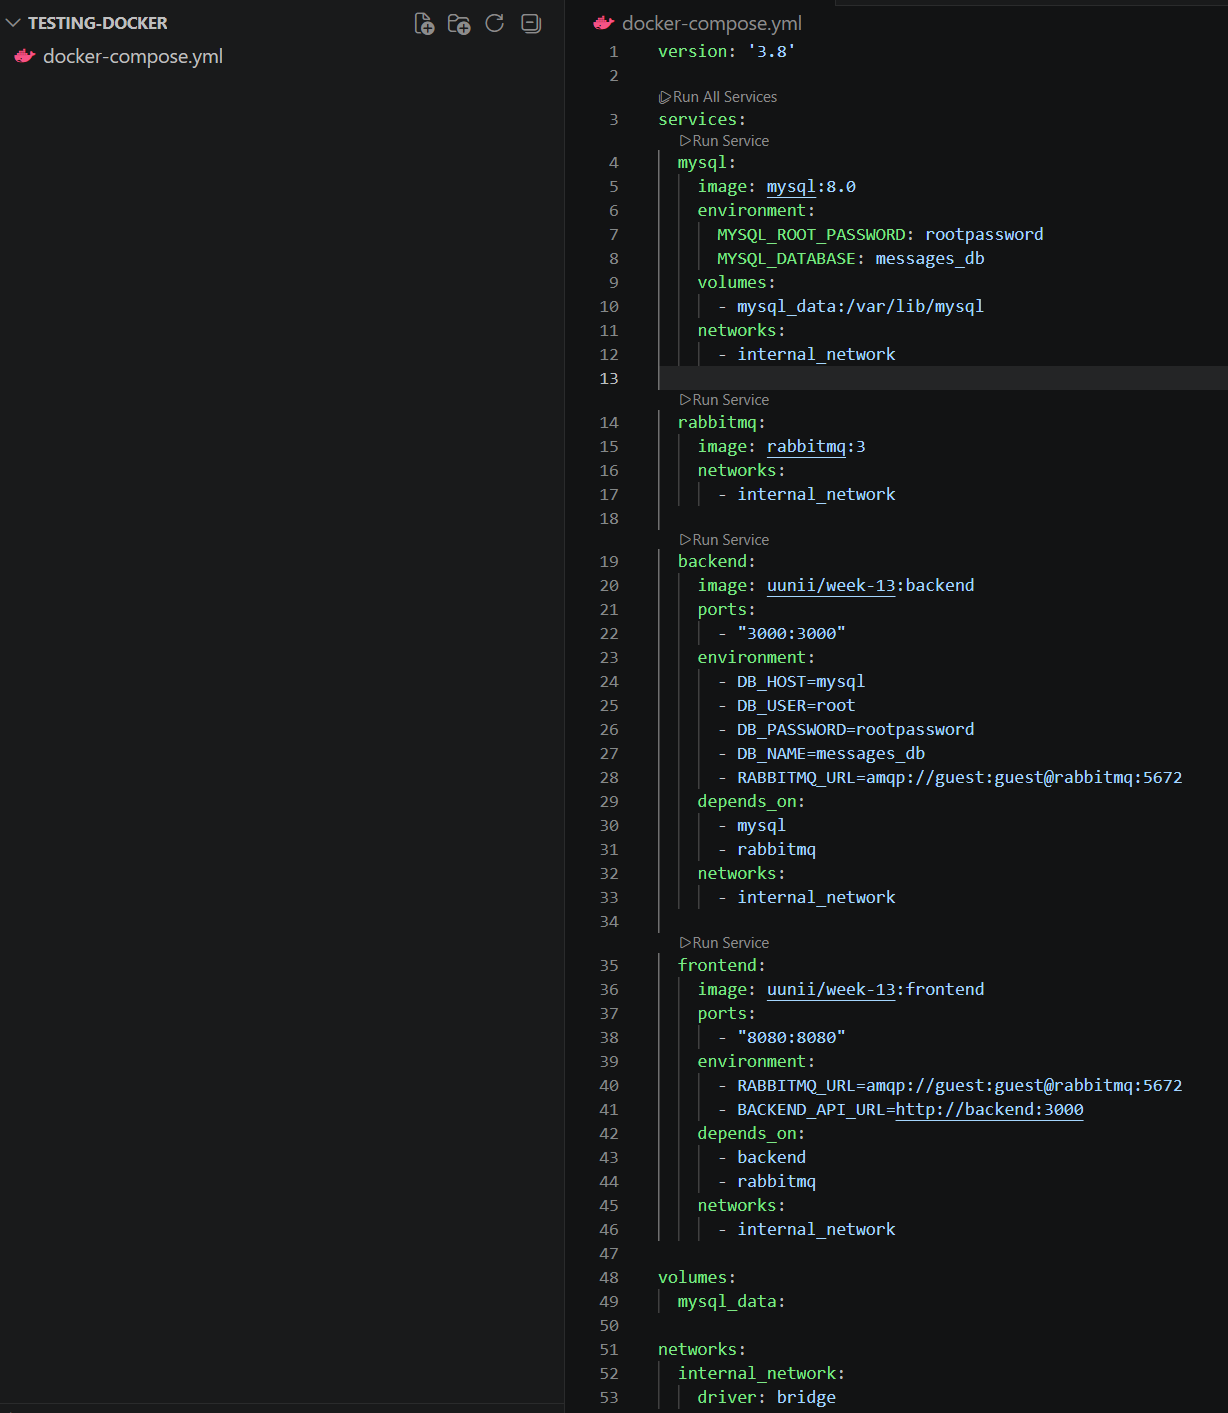 TESTING-DOCKER
docker-compose.yml
docker-compose.yml
1 version: '3.8'
2
Run All Services
3 services:
Run Service
4   mysql:
5     image: mysql:8.0
6     environment:
7       MYSQL_ROOT_PASSWORD: rootpassword
8       MYSQL_DATABASE: messages_db
9     volumes:
10       - mysql_data:/var/lib/mysql
11     networks:
12       - internal_network
13
Run Service
14   rabbitmq:
15     image: rabbitmq:3
16     networks:
17       - internal_network
18
Run Service
19   backend:
20     image: uunii/week-13:backend
21     ports:
22       - "3000:3000"
23     environment:
24       - DB_HOST=mysql
25       - DB_USER=root
26       - DB_PASSWORD=rootpassword
27       - DB_NAME=messages_db
28       - RABBITMQ_URL=amqp://guest:guest@rabbitmq:5672
29     depends_on:
30       - mysql
31       - rabbitmq
32     networks:
33       - internal_network
34
Run Service
35   frontend:
36     image: uunii/week-13:frontend
37     ports:
38       - "8080:8080"
39     environment:
40       - RABBITMQ_URL=amqp://guest:guest@rabbitmq:5672
41       - BACKEND_API_URL=http://backend:3000
42     depends_on:
43       - backend
44       - rabbitmq
45     networks:
46       - internal_network
47
48 volumes:
49   mysql_data:
50
51 networks:
52   internal_network:
53     driver: bridge